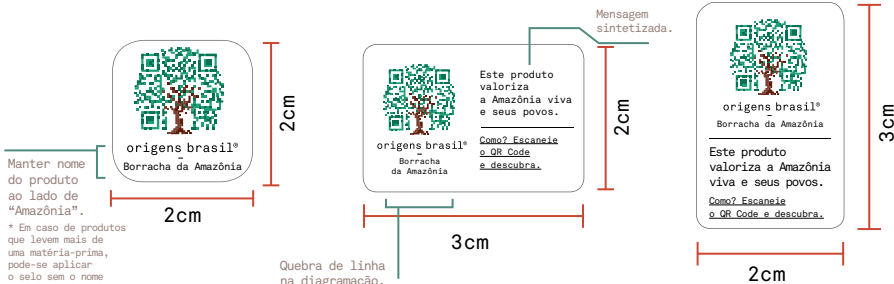 origens brasil®
–
Borracha da Amazônia
2cm
2cm
Manter nome
do produto
ao lado de
“Amazônia”.
* Em caso de produtos
que levem mais de
uma matéria-prima,
pode-se aplicar
o selo sem o nome
Mensagem
sintetizada.
origens brasil®
–
Borracha
da Amazônia
Este produto
valoriza
a Amazônia viva
e seus povos.
Como? Escaneie
o QR Code
e descubra.
2cm
3cm
Quebra de linha
na diagramação.
origens brasil®
–
Borracha da Amazônia
Este produto
valoriza a Amazônia
viva e seus povos.
Como? Escaneie
o QR Code e descubra.
3cm
2cm